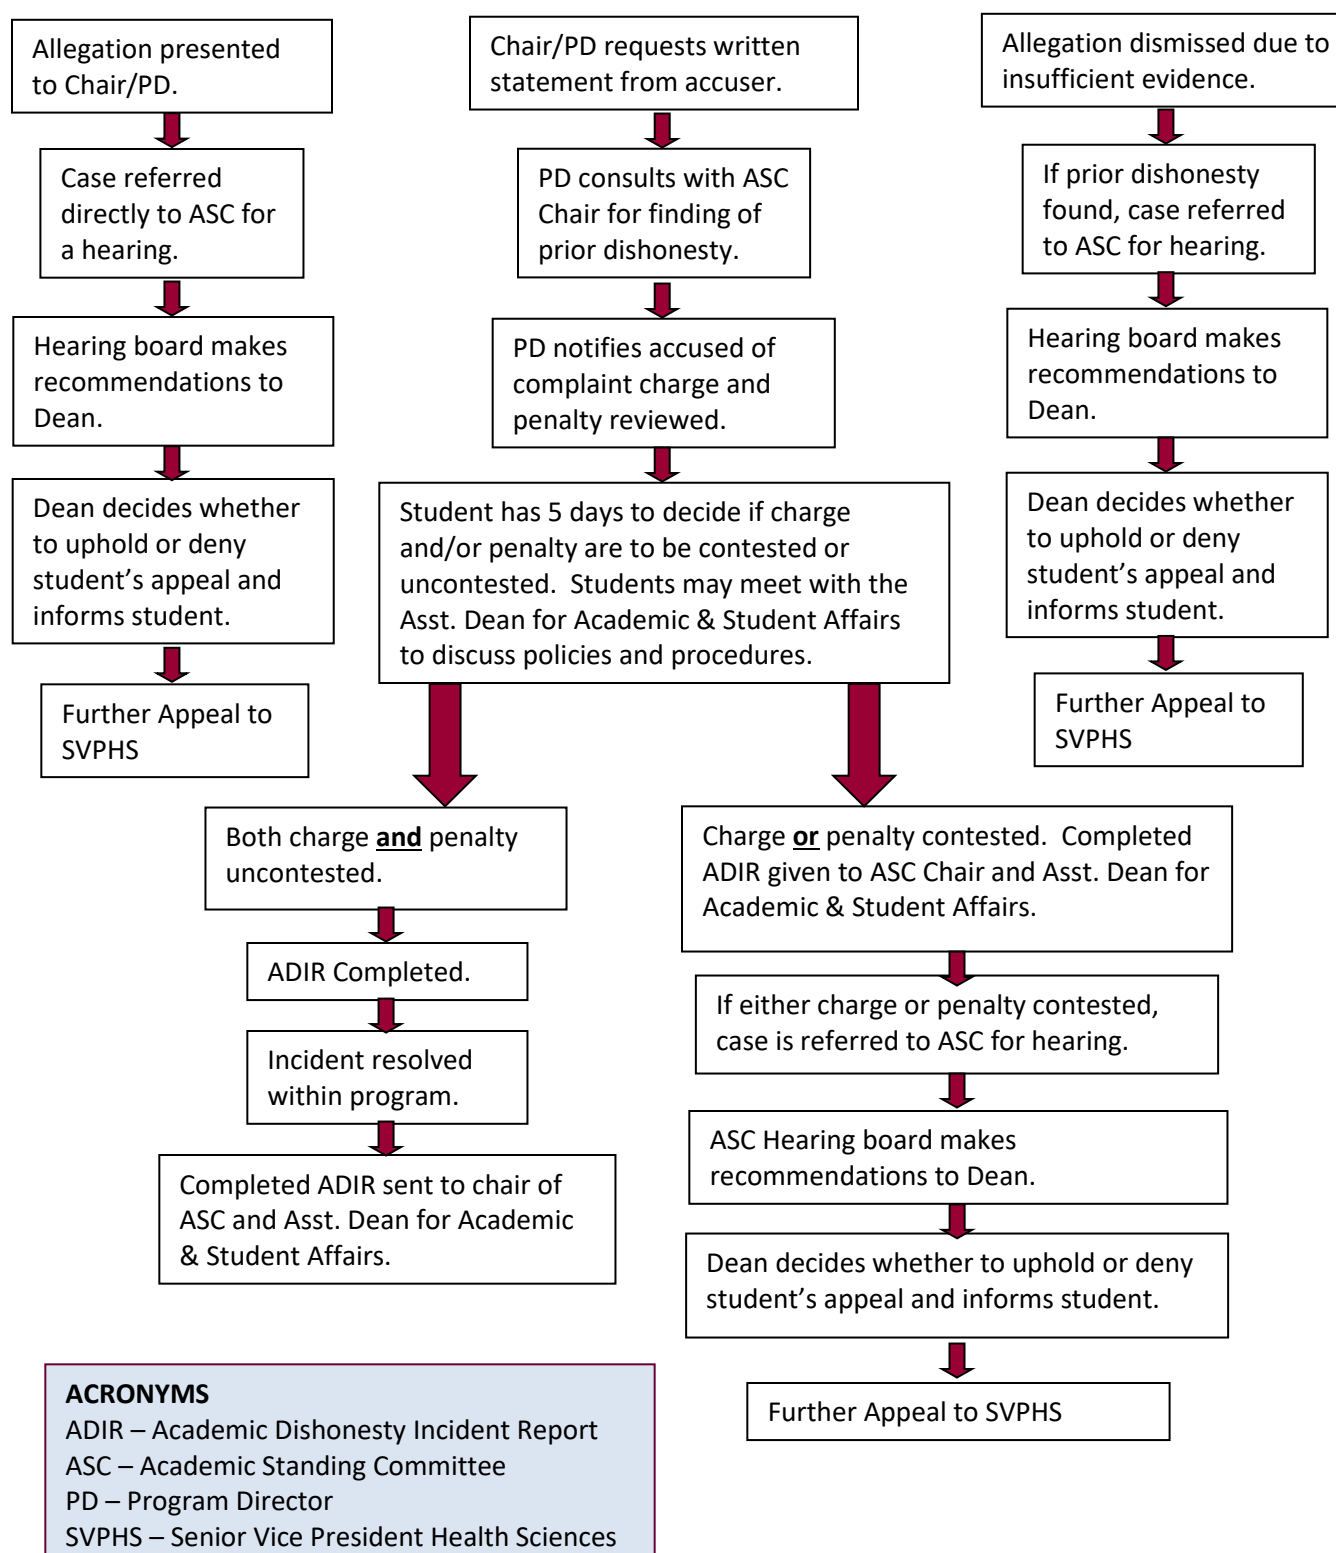 Allegation presented
to Chair/PD.
Case referred
directly to ASC for
a hearing.
Hearing board makes
recommendations to
Dean.
Dean decides whether
to uphold or deny
student’s appeal and
informs student.
Further Appeal to
SVPHS
Chair/PD requests written
statement from accuser.
PD consults with ASC
Chair for finding of
prior dishonesty.
PD notifies accused of
complaint charge and
penalty reviewed.
Student has 5 days to decide if charge
and/or penalty are to be contested or
uncontested.  Students may meet with the
Asst. Dean for Academic & Student Affairs
to discuss policies and procedures.
Allegation dismissed due to
insufficient evidence.
If prior dishonesty
found, case referred
to ASC for hearing.
Hearing board makes
recommendations to
Dean.
Dean decides whether
to uphold or deny
student’s appeal and
informs student.
Further Appeal to
SVPHS
Both charge and penalty
uncontested.
ADIR Completed.
Incident resolved
within program.
Completed ADIR sent to chair of
ASC and Asst. Dean for Academic
& Student Affairs.
Charge or penalty contested.  Completed
ADIR given to ASC Chair and Asst. Dean for
Academic & Student Affairs.
If either charge or penalty contested,
case is referred to ASC for hearing.
ASC Hearing board makes
recommendations to Dean.
Dean decides whether to uphold or deny
student’s appeal and informs student.
Further Appeal to SVPHS
ACRONYMS
ADIR – Academic Dishonesty Incident Report
ASC – Academic Standing Committee
PD – Program Director
SVPHS – Senior Vice President Health Sciences